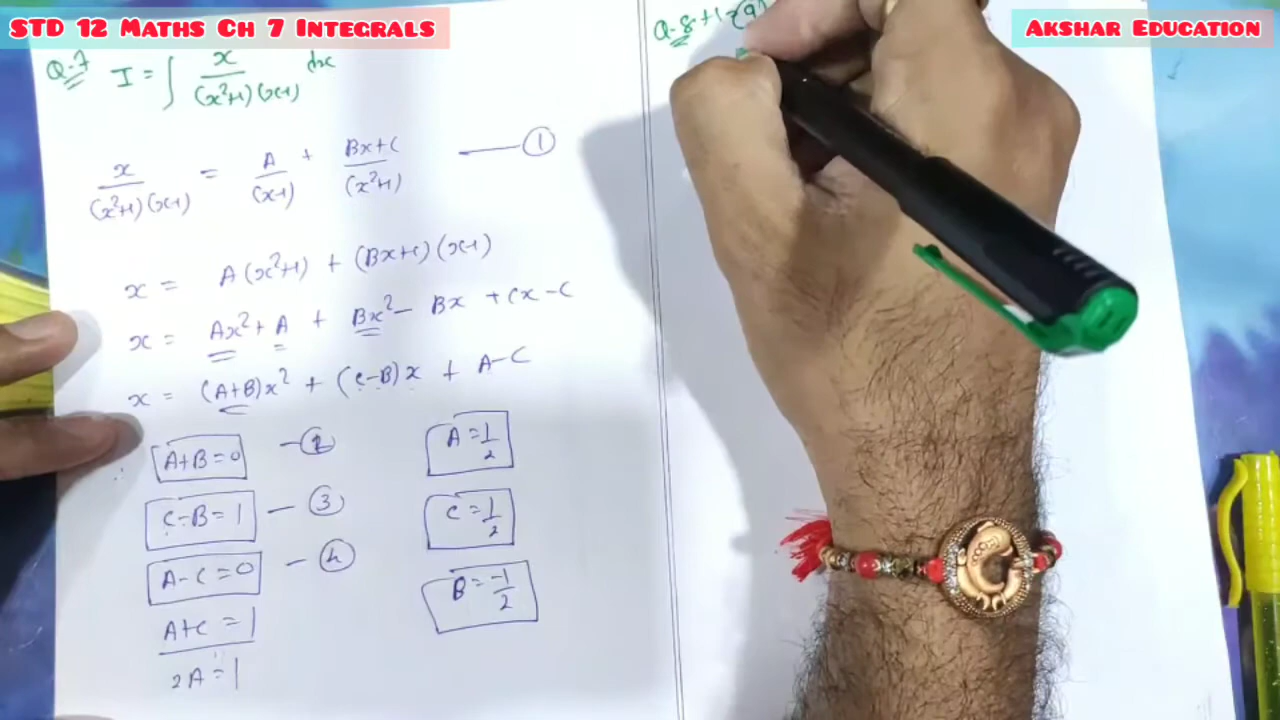 STD 12 Maths Ch 7 Integrals
Akshar Education
Q-7 I = ∫ x/(x²+1)(x-1) dx
x/(x²+1)(x-1) = A/(x-1) + Bx+C/(x²+1) — ①
x = A(x²+1) + (Bx+C)(x-1)
x = Ax² + A + Bx² - Bx + Cx - C
x = (A+B)x² + (C-B)x + A-C
∴ A+B=0 — ②
C-B=1 — ③
A-C=0 — ④
A+C=1
2A=1
A=1/2
C=1/2
B=-1/2
Q-8